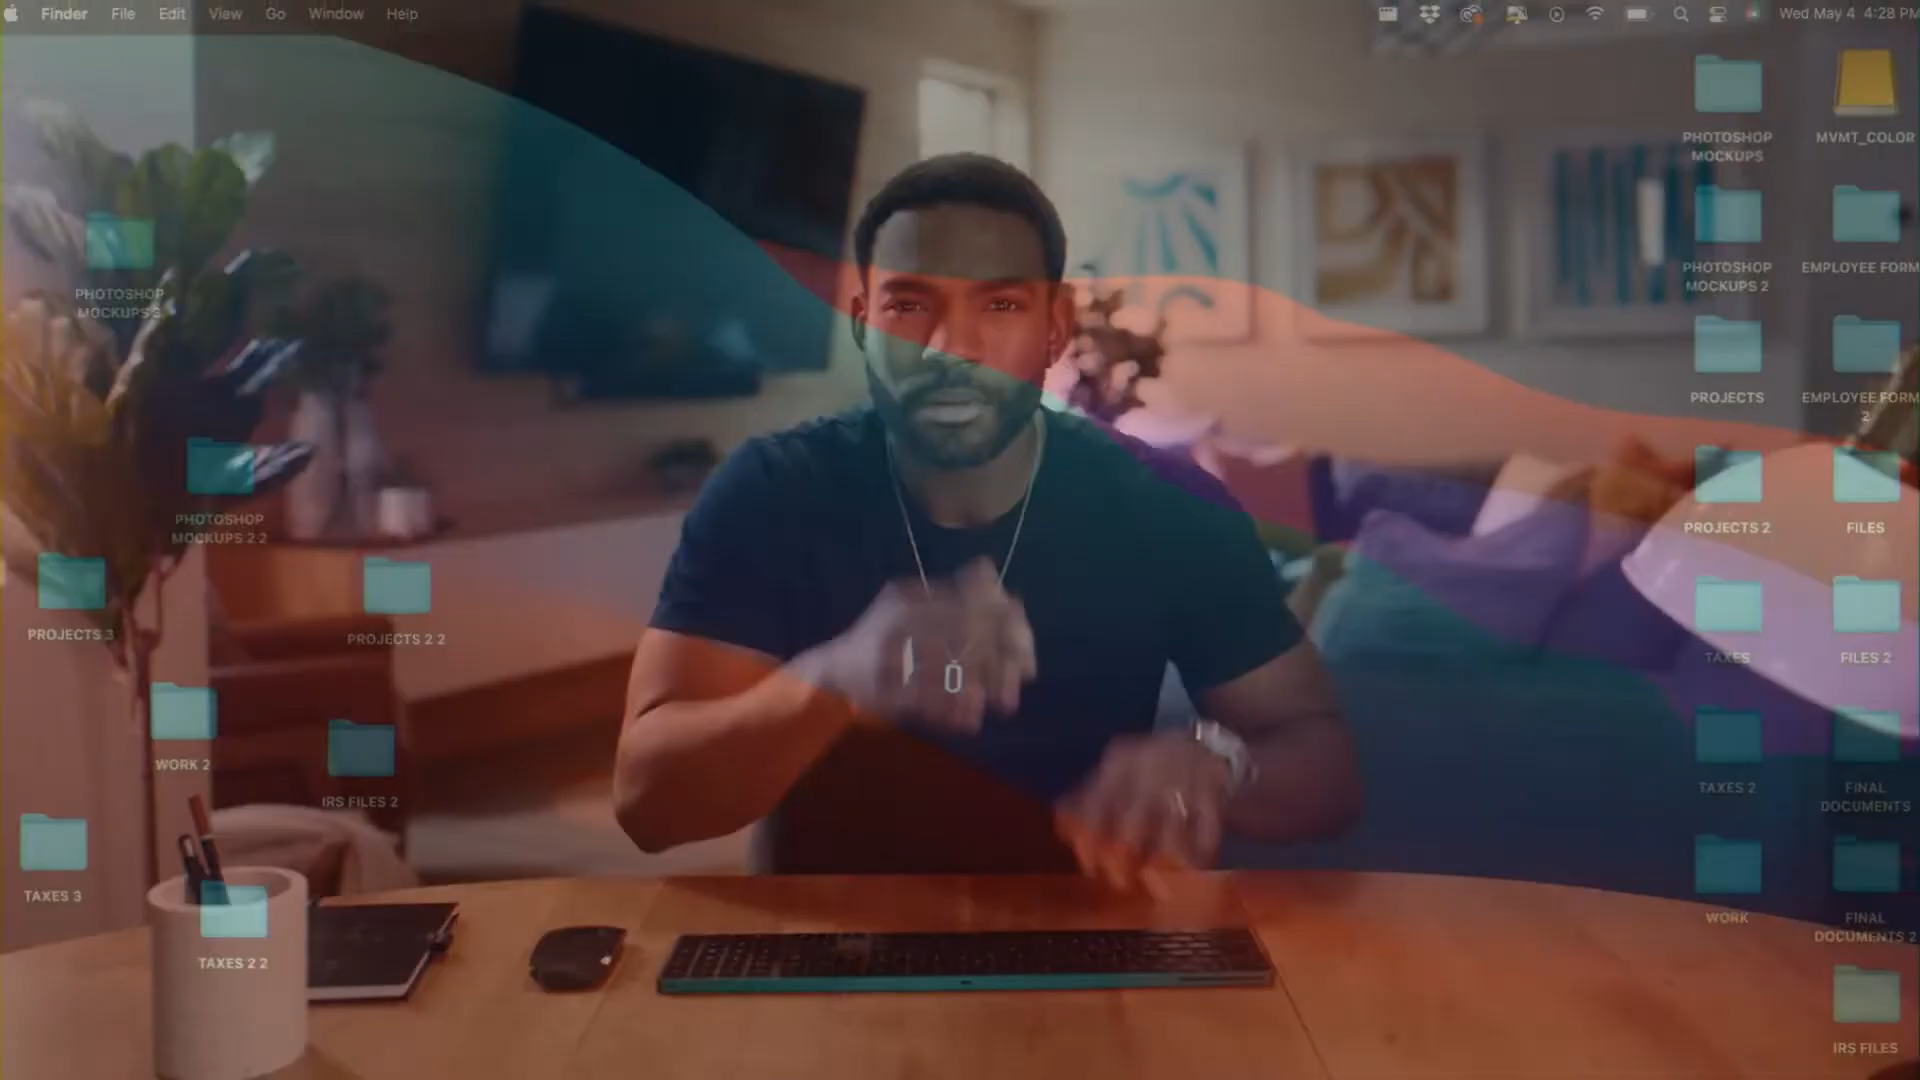 Finder File Edit View Go Window Help
Wed May 4 4:28 PM
PHOTOSHOP
MOCKUPS
MVMT_COLOR
PHOTOSHOP
MOCKUPS 2
EMPLOYEE FORM
PHOTOSHOP
MOCKUPS 3
PROJECTS
EMPLOYEE FORM
2
PHOTOSHOP
MOCKUPS 2 2
PROJECTS 2
FILES
PROJECTS 3
PROJECTS 2 2
TAXES
FILES 2
WORK 2
IRS FILES 2
TAXES 2
FINAL
DOCUMENTS
TAXES 3
TAXES 2 2
WORK
FINAL
DOCUMENTS 2
IRS FILES